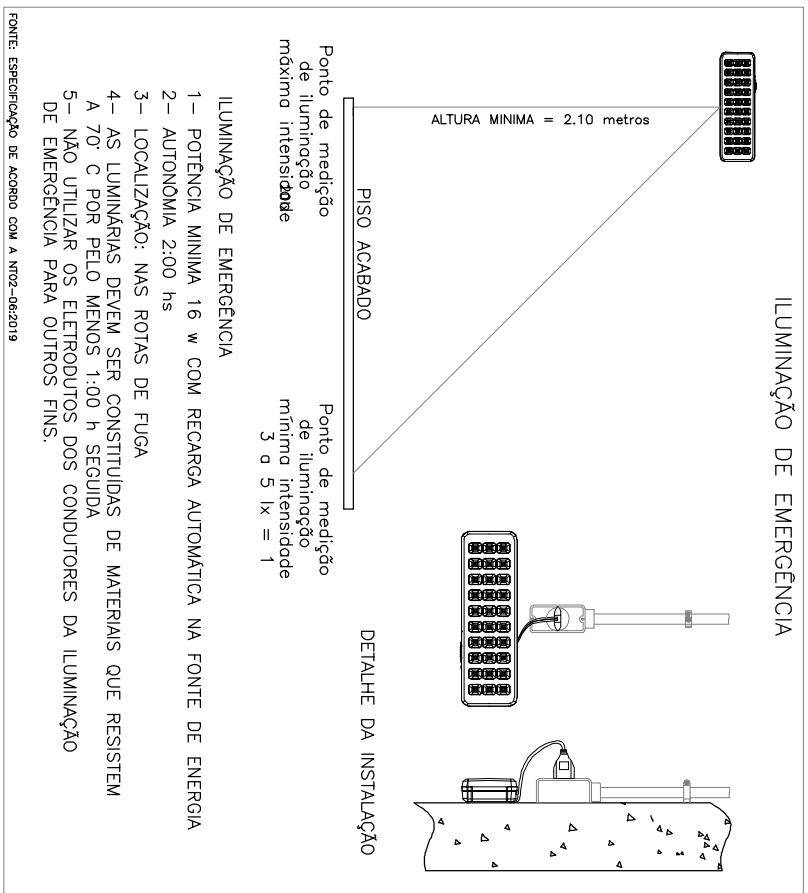 ILUMINAÇÃO DE EMERGÊNCIA
ALTURA MINIMA = 2.10 metros
PISO ACABADO
Ponto de medição
de iluminação
máxima intensidade
Ponto de medição
de iluminação
mínima intensidade
3 a 5 lx = 1
DETALHE DA INSTALAÇÃO
ILUMINAÇÃO DE EMERGÊNCIA
1- POTÊNCIA MINIMA 16 w COM RECARGA AUTOMÁTICA NA FONTE DE ENERGIA
2- AUTONÔMIA 2:00 hs
3- LOCALIZAÇÃO: NAS ROTAS DE FUGA
4- AS LUMINÁRIAS DEVEM SER CONSTITUÍDAS DE MATERIAIS QUE RESISTEM
A 70° C POR PELO MENOS 1:00 h SEGUIDA
5- NÃO UTILIZAR OS ELETRODUTOS DOS CONDUTORES DA ILUMINAÇÃO
DE EMERGÊNCIA PARA OUTROS FINS.
FONTE: ESPECIFICAÇÃO DE ACORDO COM A NT02-06:2019